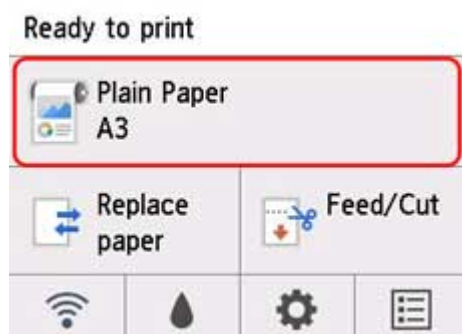 Ready to print
Plain Paper
A3
Replace
paper
Feed/Cut